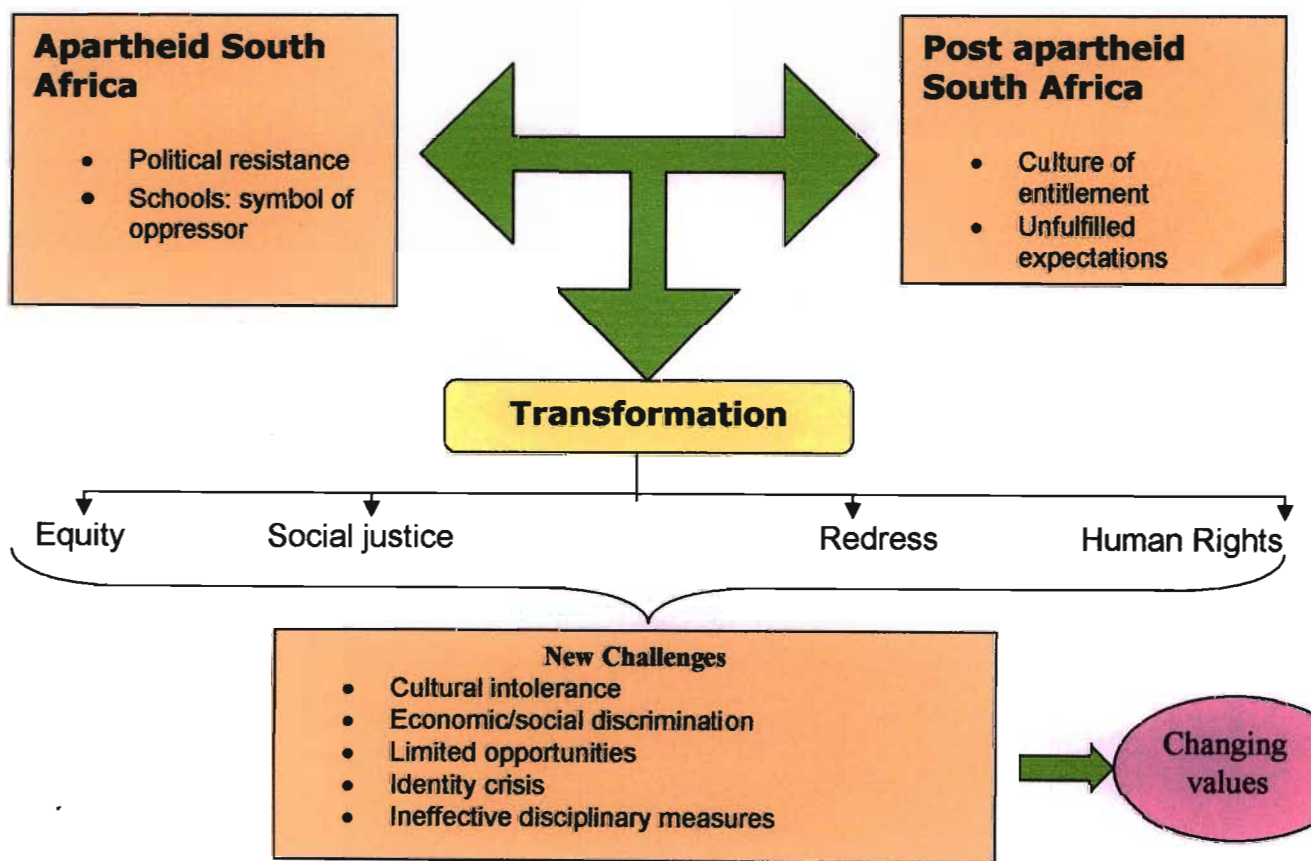 Apartheid South
Africa
• Political resistance
• Schools: symbol of
oppressor
Post apartheid
South Africa
• Culture of
entitlement
• Unfulfilled
expectations
Transformation
Equity
Social justice
Redress
Human Rights
New Challenges
• Cultural intolerance
• Economic/social discrimination
• Limited opportunities
• Identity crisis
• Ineffective disciplinary measures
Changing
values